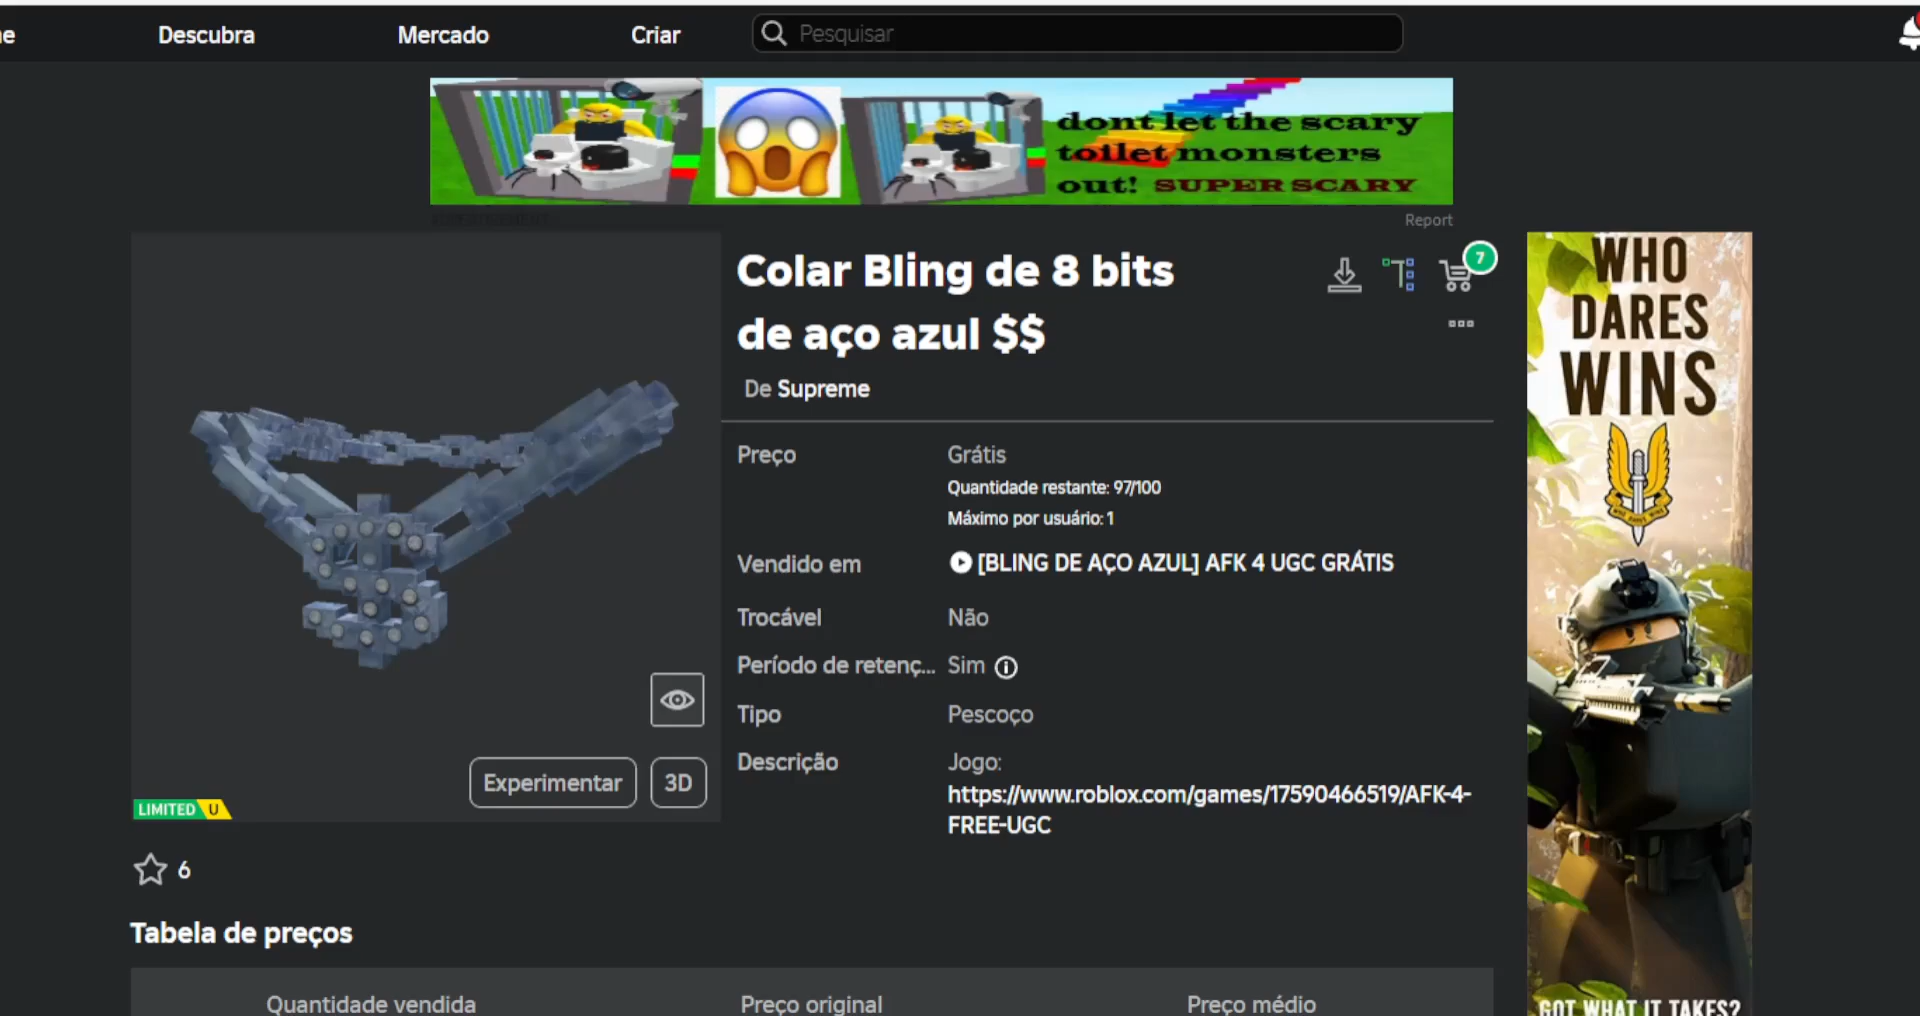 Descubra
Mercado
Criar
Pesquisar
dont let the scary
toilet monsters
out! SUPER SCARY
Report
Colar Bling de 8 bits
de aço azul $$
7
De Supreme
Preço
Grátis
Quantidade restante: 97/100
Máximo por usuário: 1
Vendido em
[BLING DE AÇO AZUL] AFK 4 UGC GRÁTIS
Trocável
Não
Período de retenç...
Sim
Tipo
Pescoço
Descrição
Jogo:
https://www.roblox.com/games/17590466519/AFK-4-
FREE-UGC
Experimentar
3D
LIMITED U
6
Tabela de preços
Quantidade vendida
Preço original
Preço médio
WHO
DARES
WINS
GOT WHAT IT TAKES?